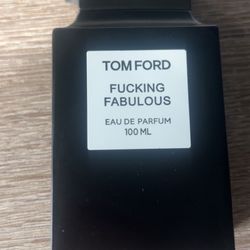 TOM FORD
FUCKING
FABULOUS
EAU DE PARFUM
100 ML